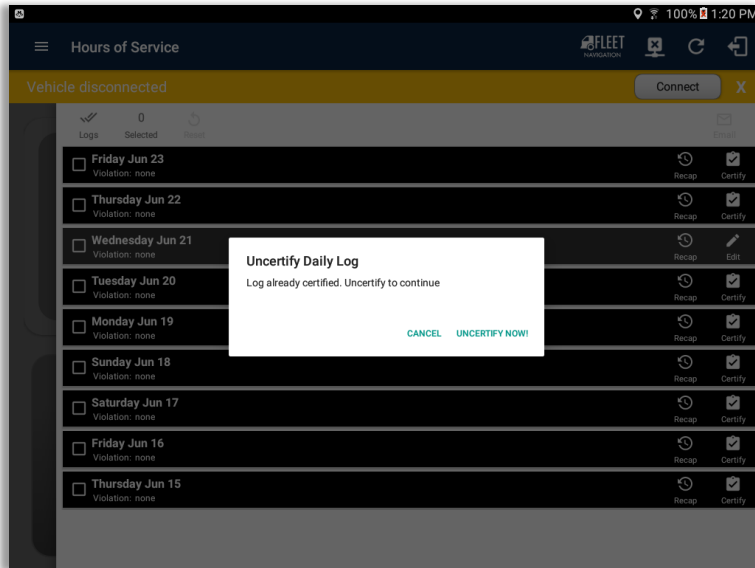 100% 1:20 PM
Hours of Service
FLEET
NAVIGATION
Vehicle disconnected
Connect
X
Logs
0
Selected
Reset
Email
Friday Jun 23
Violation: none
Recap
Certify
Thursday Jun 22
Violation: none
Recap
Certify
Wednesday Jun 21
Violation: none
Recap
Edit
Uncertify Daily Log
Log already certified. Uncertify to continue
CANCEL UNCERTIFY NOW!
Tuesday Jun 20
Violation: none
Recap
Certify
Monday Jun 19
Violation: none
Recap
Certify
Sunday Jun 18
Violation: none
Recap
Certify
Saturday Jun 17
Violation: none
Recap
Certify
Friday Jun 16
Violation: none
Recap
Certify
Thursday Jun 15
Violation: none
Recap
Certify